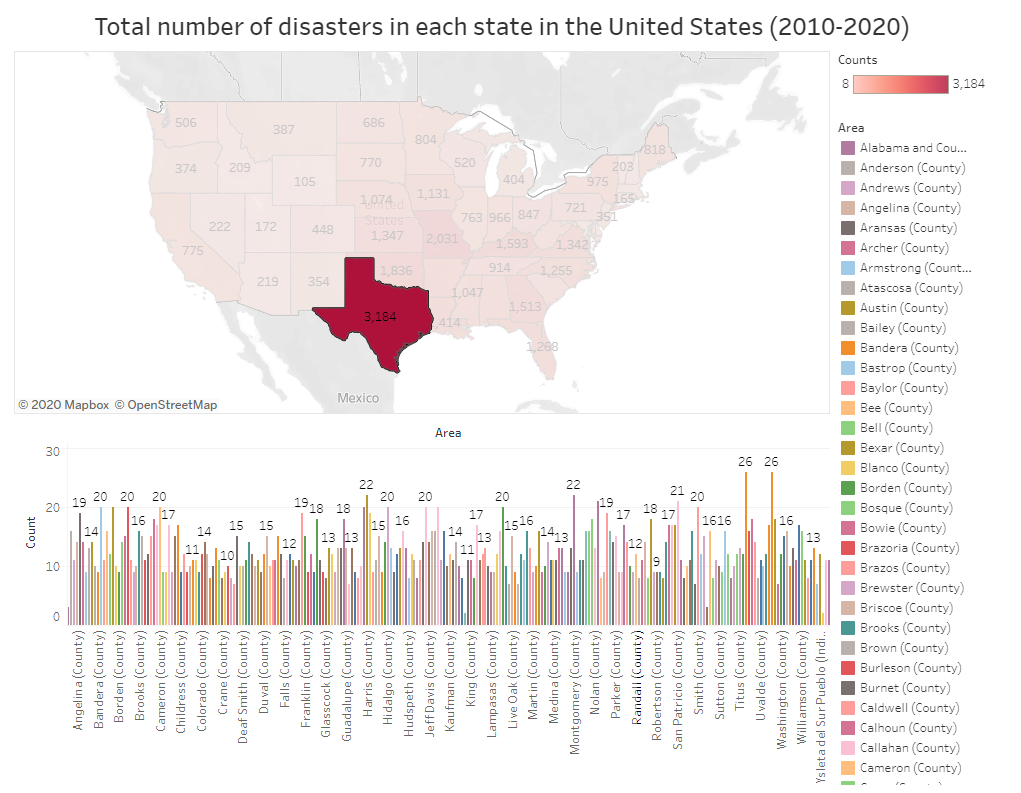 Total number of disasters in each state in the United States (2010-2020)
Counts
8
3,184
506
387
686
804
818
374
209
770
520
203
105
404
975
165
1,074
1,131
721
United
States
222
172
448
1,347
2,031
763
966
847
351
775
1,593
1,342
219
354
1,836
914
1,255
1,047
3,184
414
1,513
1,268
Mexico
© 2020 Mapbox © OpenStreetMap
Area
Alabama and Cou...
Anderson (County)
Andrews (County)
Angelina (County)
Aransas (County)
Archer (County)
Armstrong (Count...
Atascosa (County)
Austin (County)
Bailey (County)
Bandera (County)
Bastrop (County)
Baylor (County)
Bee (County)
Bell (County)
Bexar (County)
Blanco (County)
Borden (County)
Bosque (County)
Bowie (County)
Brazoria (County)
Brazos (County)
Brewster (County)
Briscoe (County)
Brooks (County)
Brown (County)
Burleson (County)
Burnet (County)
Caldwell (County)
Calhoun (County)
Callahan (County)
Cameron (County)
Area
Count
30
20
10
0
19
14
20
20
16
20
17
11
14
10
15
15
12
19
18
13
18
13
22
15
20
16
20
14
11
17
13
20
15
16
14
13
22
19
17
12
18
9
17
21
20
16
16
26
26
16
13
Angelina (County)
Bandera (County)
Borden (County)
Brooks (County)
Cameron (County)
Childress (County)
Colorado (County)
Crane (County)
Deaf Smith (County)
Duval (County)
Falls (County)
Franklin (County)
Glasscock (County)
Guadalupe (County)
Harris (County)
Hidalgo (County)
Hudspeth (County)
Jeff Davis (County)
Kaufman (County)
King (County)
Lampasas (County)
Live Oak (County)
Martin (County)
Medina (County)
Montgomery (County)
Nolan (County)
Parker (County)
Randall (County)
Robertson (County)
San Patricio (County)
Smith (County)
Sutton (County)
Titus (County)
Uvalde (County)
Washington (County)
Williamson (County)
Ysleta del Sur Pueblo (Indi..